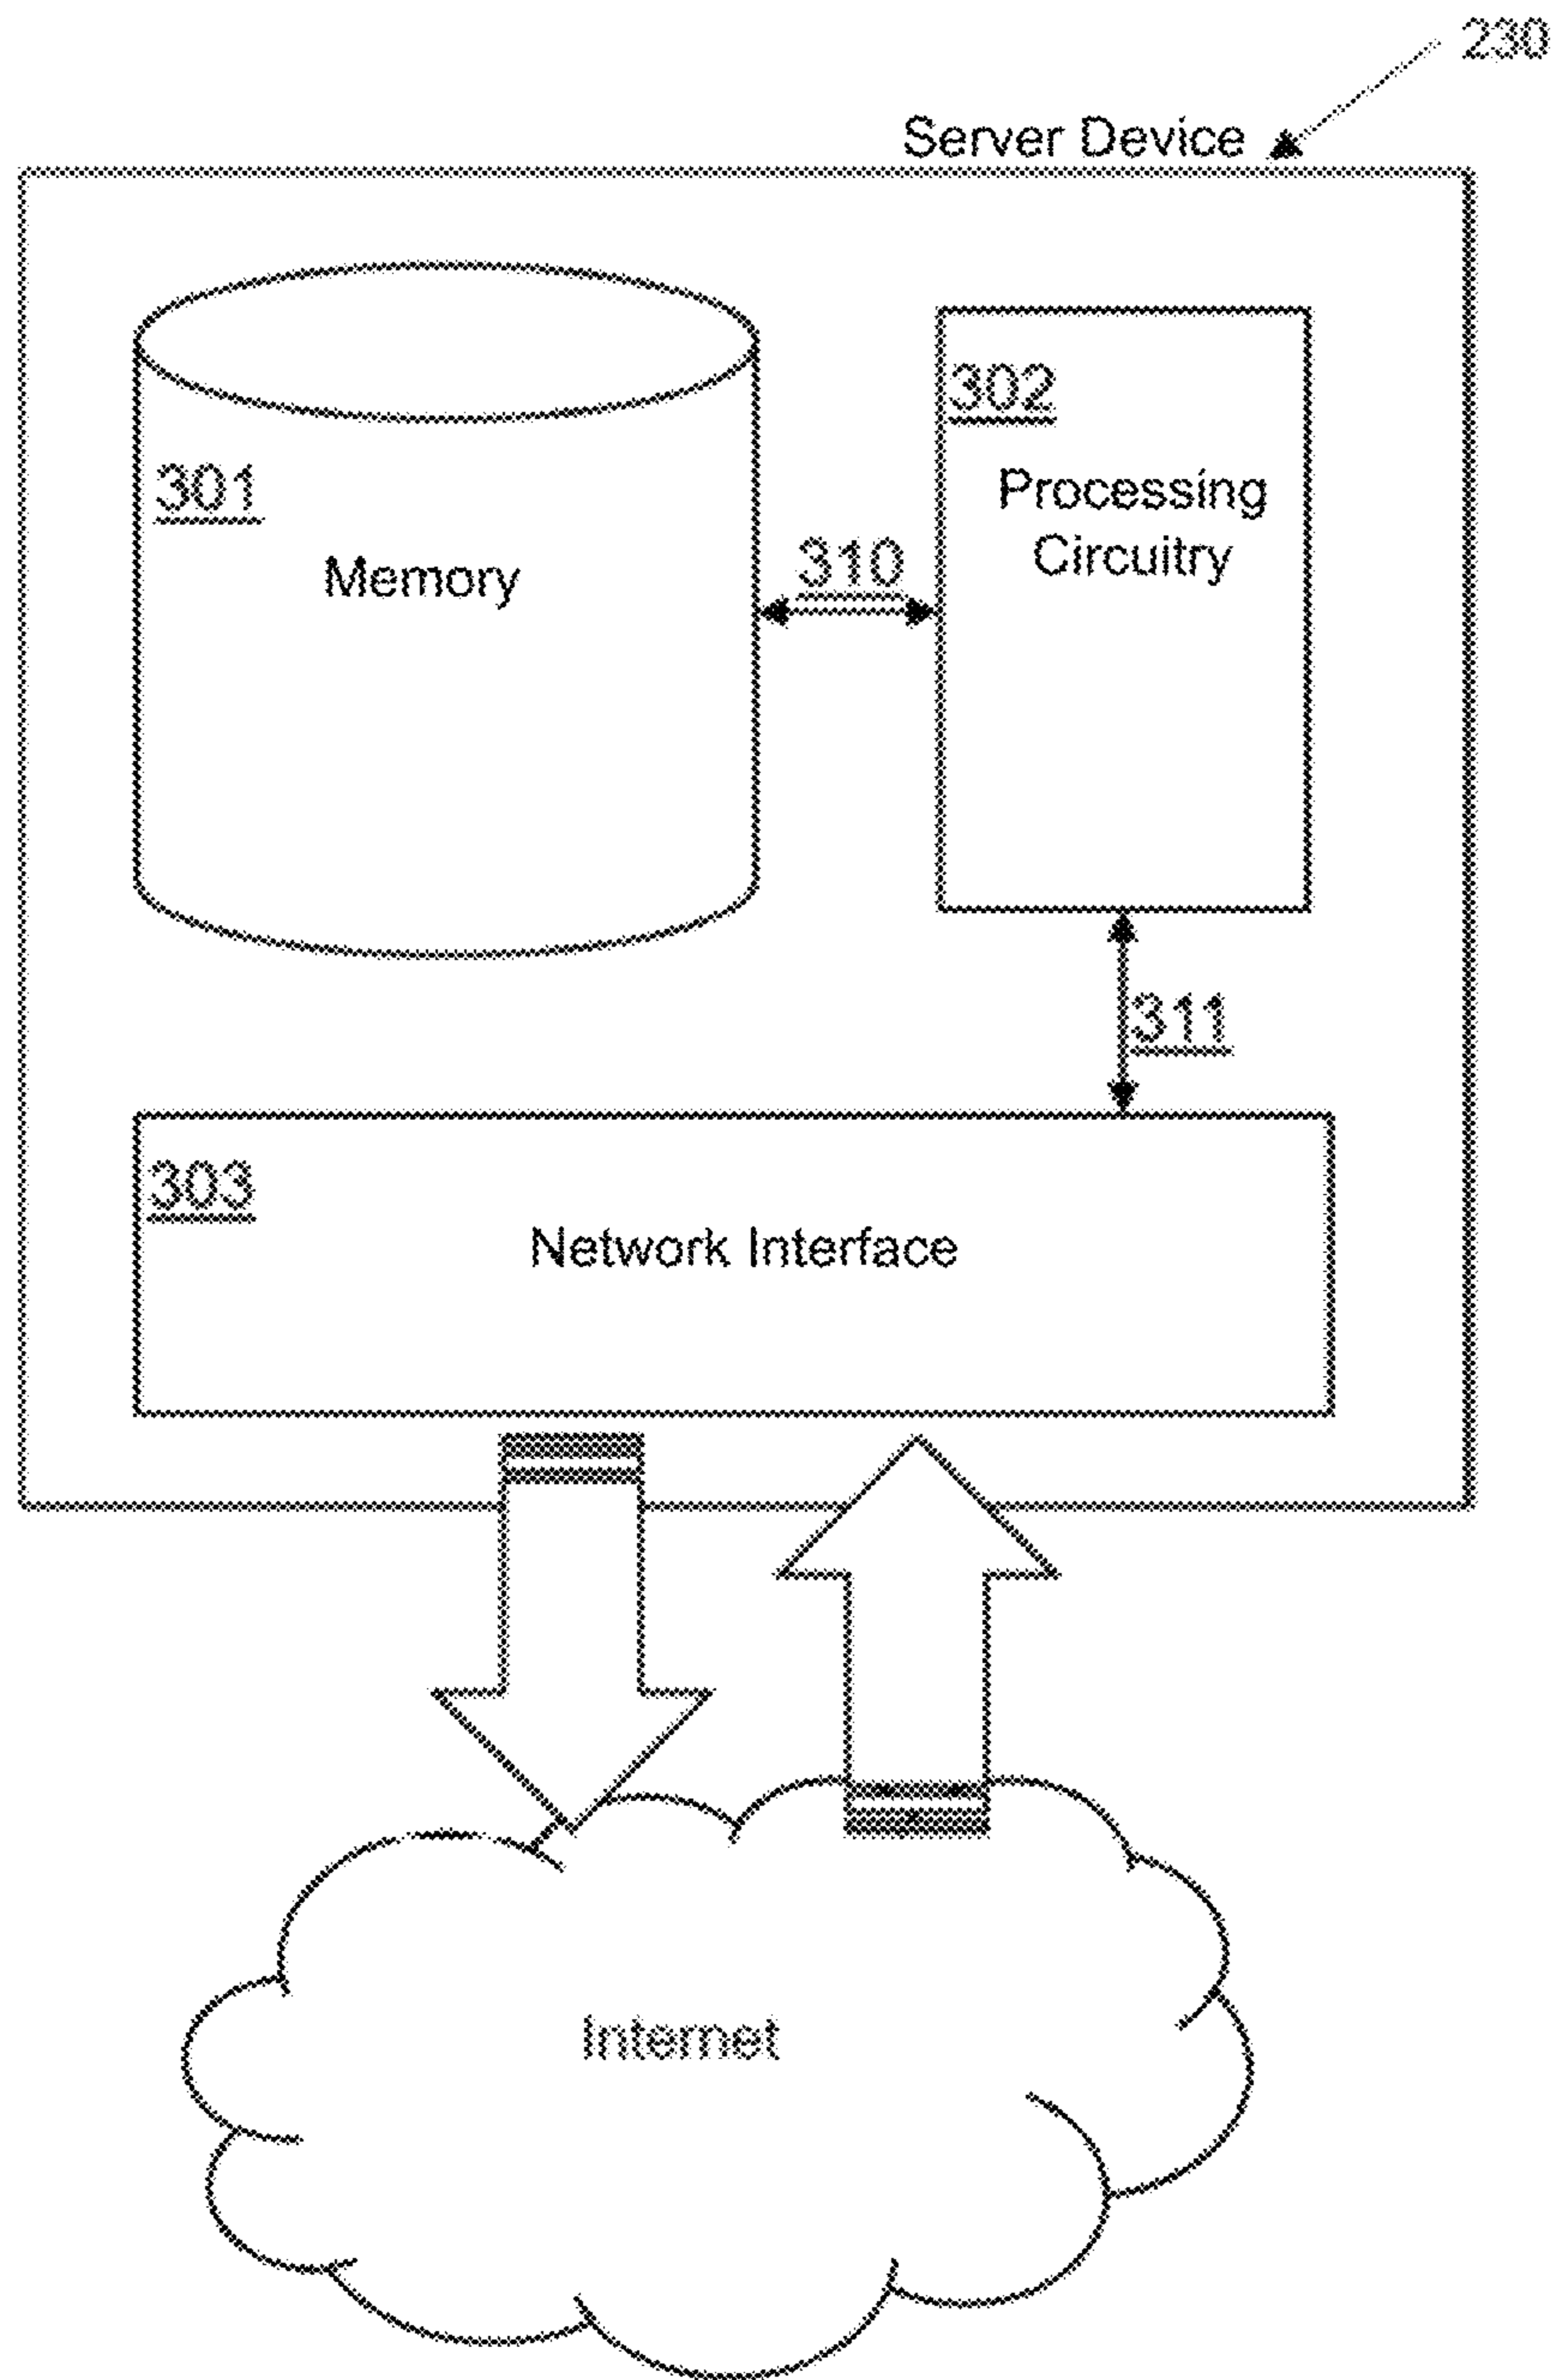 230
Server Device
302
301
Processing
Circuitry
310
Memory
311
303
Network Interface
Internet